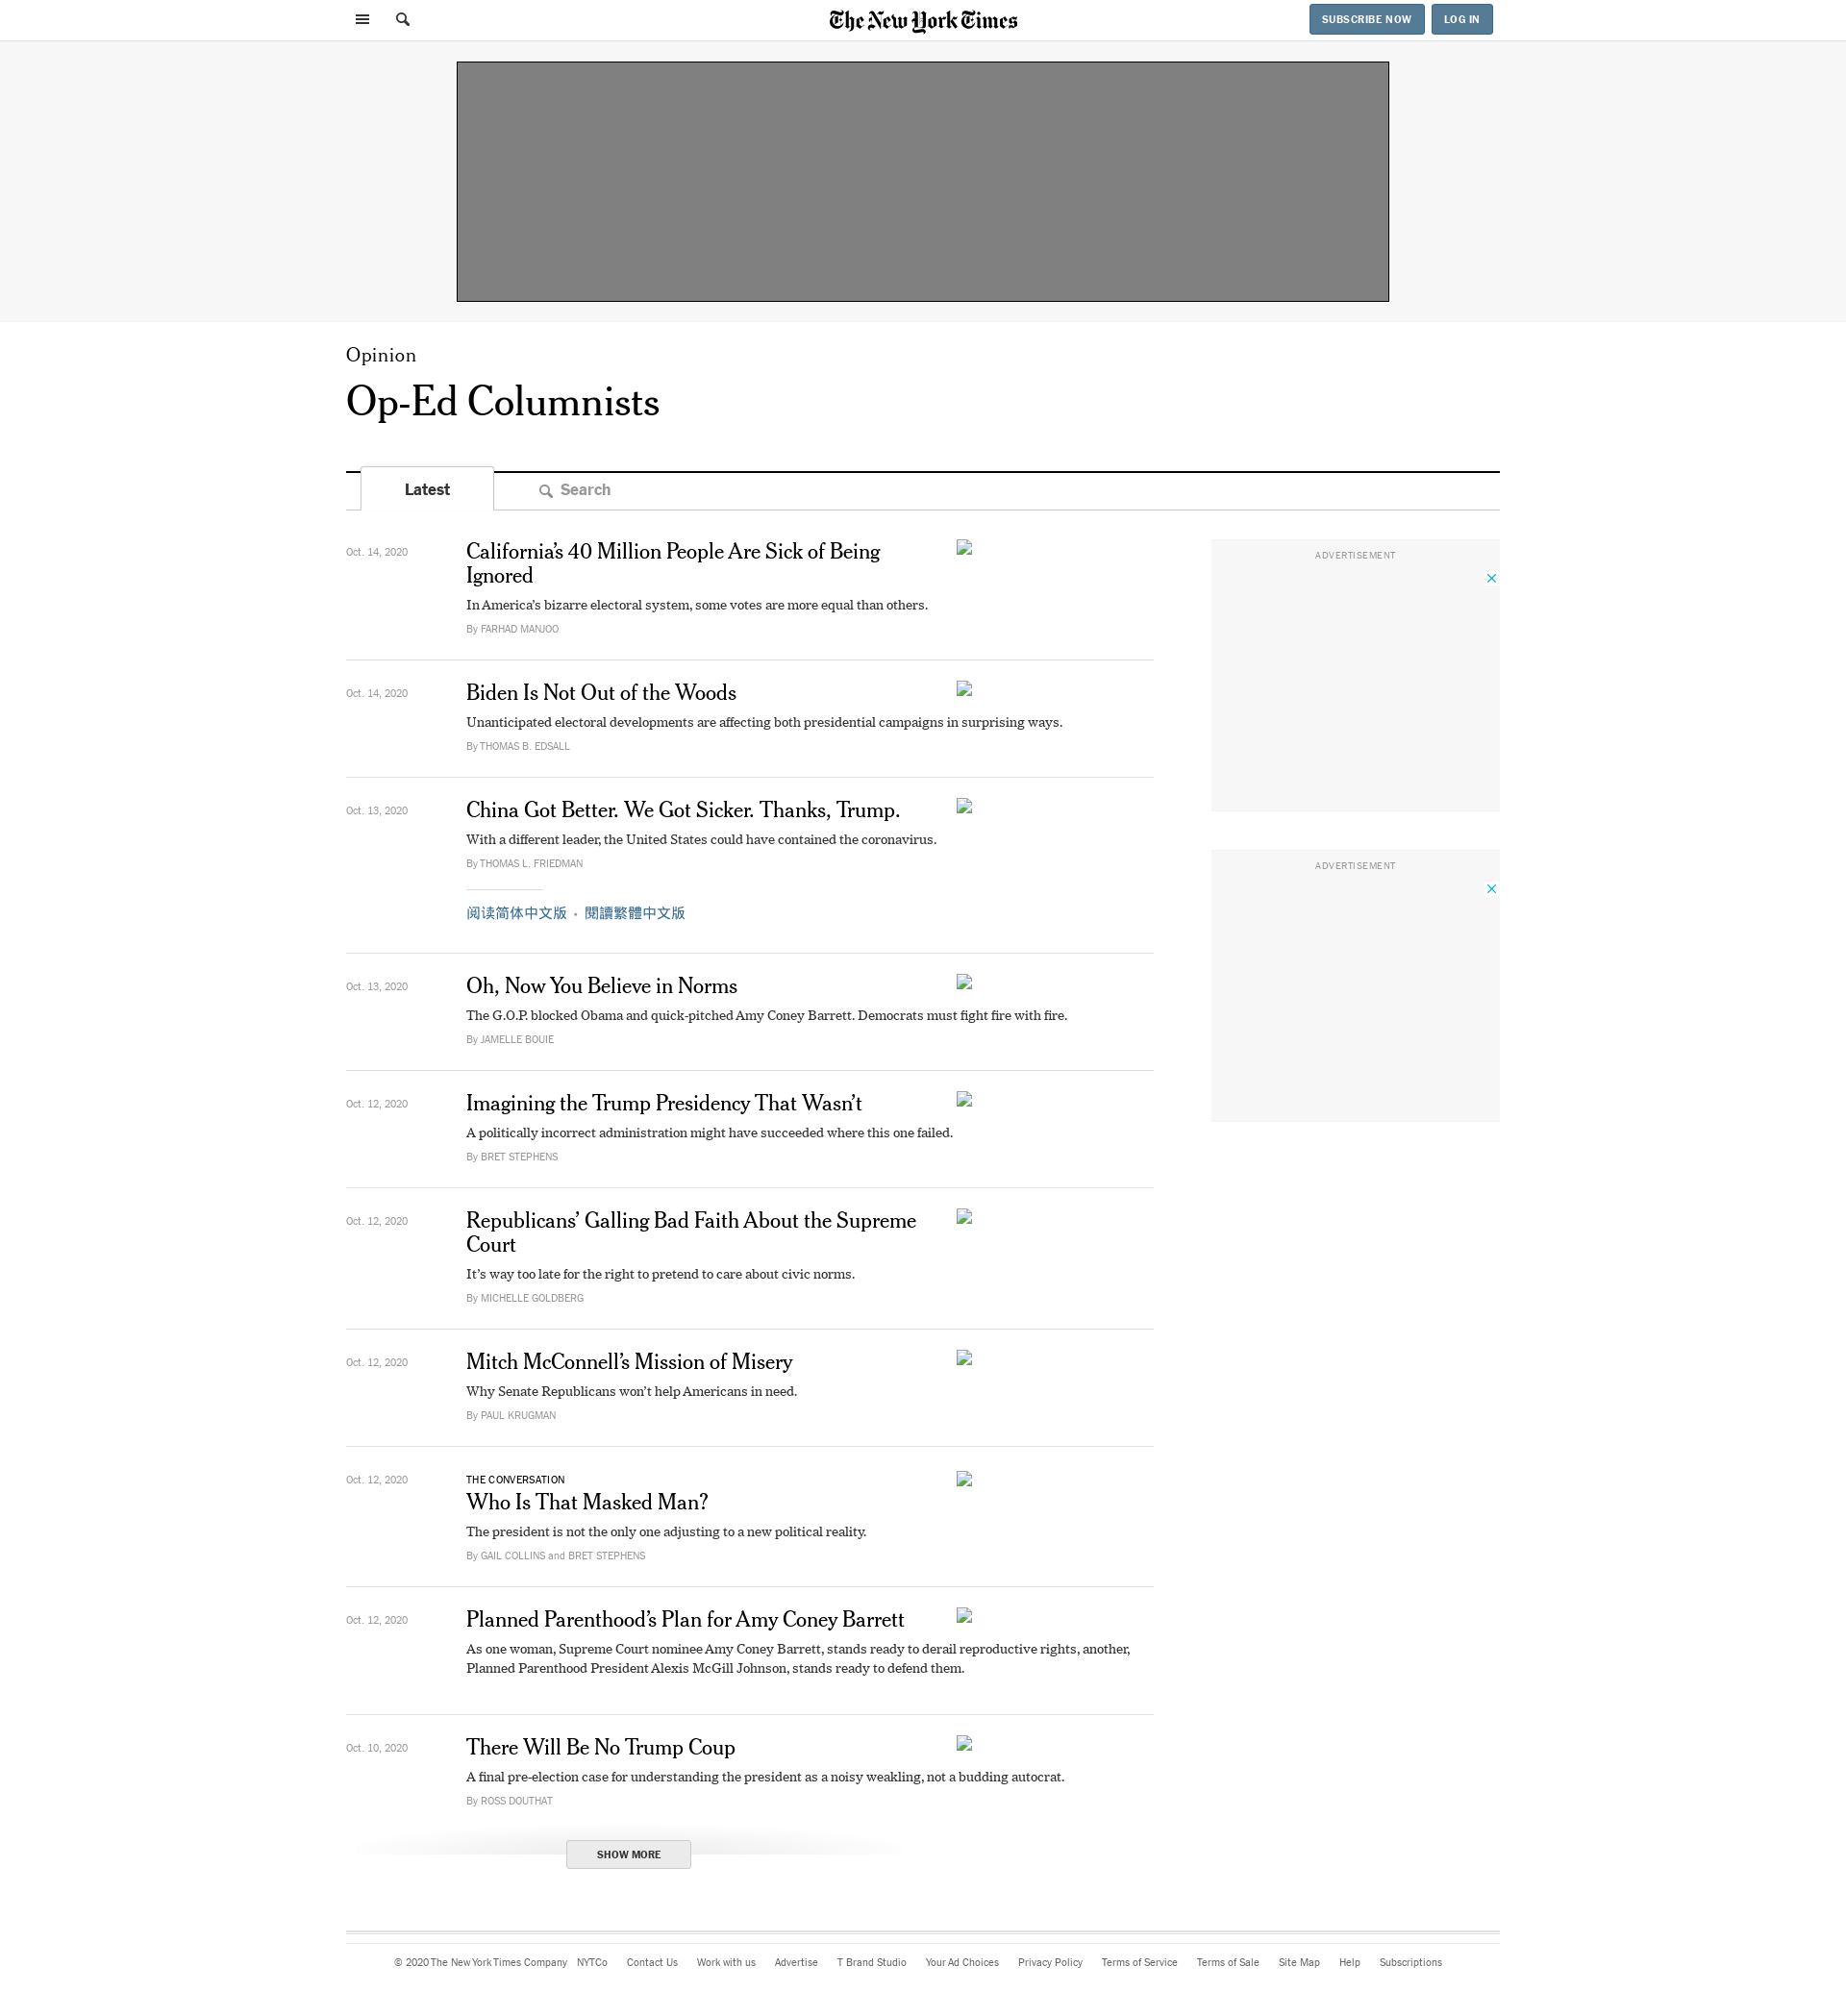 The New York Times
SUBSCRIBE NOW
LOG IN
Opinion
Op-Ed Columnists
Latest
Search
Oct. 14, 2020
California’s 40 Million People Are Sick of Being
Ignored
In America’s bizarre electoral system, some votes are more equal than others.
By FARHAD MANJOO
Oct. 14, 2020
Biden Is Not Out of the Woods
Unanticipated electoral developments are affecting both presidential campaigns in surprising ways.
By THOMAS B. EDSALL
Oct. 13, 2020
China Got Better. We Got Sicker. Thanks, Trump.
With a different leader, the United States could have contained the coronavirus.
By THOMAS L. FRIEDMAN
阅读简体中文版 • 閱讀繁體中文版
Oct. 13, 2020
Oh, Now You Believe in Norms
The G.O.P. blocked Obama and quick-pitched Amy Coney Barrett. Democrats must fight fire with fire.
By JAMELLE BOUIE
Oct. 12, 2020
Imagining the Trump Presidency That Wasn’t
A politically incorrect administration might have succeeded where this one failed.
By BRET STEPHENS
Oct. 12, 2020
Republicans’ Galling Bad Faith About the Supreme
Court
It’s way too late for the right to pretend to care about civic norms.
By MICHELLE GOLDBERG
Oct. 12, 2020
Mitch McConnell’s Mission of Misery
Why Senate Republicans won’t help Americans in need.
By PAUL KRUGMAN
Oct. 12, 2020
THE CONVERSATION
Who Is That Masked Man?
The president is not the only one adjusting to a new political reality.
By GAIL COLLINS and BRET STEPHENS
Oct. 12, 2020
Planned Parenthood’s Plan for Amy Coney Barrett
As one woman, Supreme Court nominee Amy Coney Barrett, stands ready to derail reproductive rights, another,
Planned Parenthood President Alexis McGill Johnson, stands ready to defend them.
Oct. 10, 2020
There Will Be No Trump Coup
A final pre-election case for understanding the president as a noisy weakling, not a budding autocrat.
By ROSS DOUTHAT
SHOW MORE
ADVERTISEMENT
ADVERTISEMENT
© 2020 The New York Times Company NYTCo Contact Us Work with us Advertise T Brand Studio Your Ad Choices Privacy Policy Terms of Service Terms of Sale Site Map Help Subscriptions